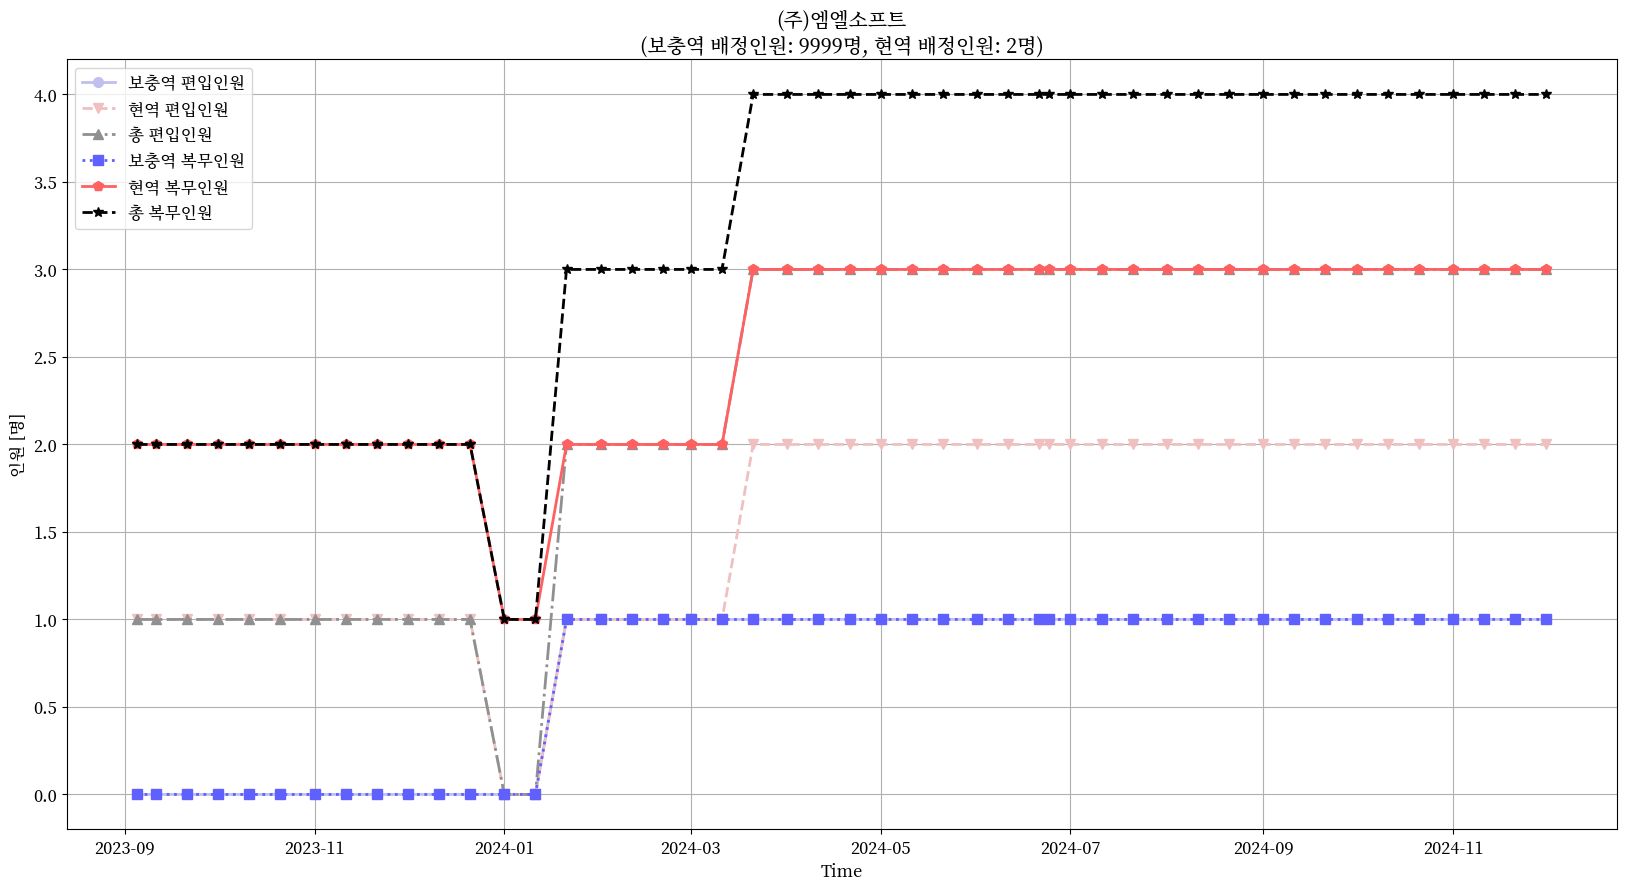 (주)엠엘소프트
(보충역 배정인원: 9999명, 현역 배정인원: 2명)
보충역 편입인원
현역 편입인원
총 편입인원
보충역 복무인원
현역 복무인원
총 복무인원
4.0
3.5
3.0
2.5
2.0
1.5
1.0
0.5
0.0
인원 [명]
2023-09 2023-11 2024-01 2024-03 2024-05 2024-07 2024-09 2024-11
Time